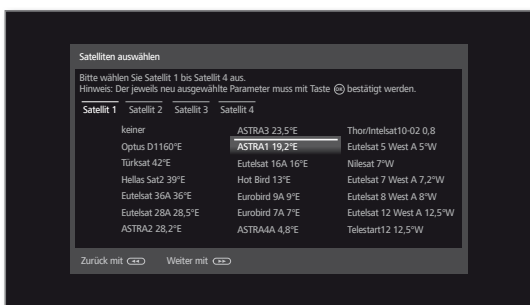 Satelliten auswählen
Bitte wählen Sie Satellit 1 bis Satellit 4 aus.
Hinweis: Der jeweils neu ausgewählte Parameter muss mit Taste OK bestätigt werden.
Satellit 1 Satellit 2 Satellit 3 Satellit 4
keiner ASTRA3 23,5°E Thor/Intelsat10-02 0,8
Optus D1160°E ASTRA1 19,2°E Eutelsat 5 West A 5°W
Türksat 42°E Eutelsat 16A 16°E Nilesat 7°W
Hellas Sat2 39°E Hot Bird 13°E Eutelsat 7 West A 7,2°W
Eutelsat 36A 36°E Eurobird 9A 9°E Eutelsat 8 West A 8°W
Eutelsat 28A 28,5°E Eurobird 7A 7°E Eutelsat 12 West A 12,5°W
ASTRA2 28,2°E ASTRA4A 4,8°E Telestart12 12,5°W
Zurück mit Weiter mit